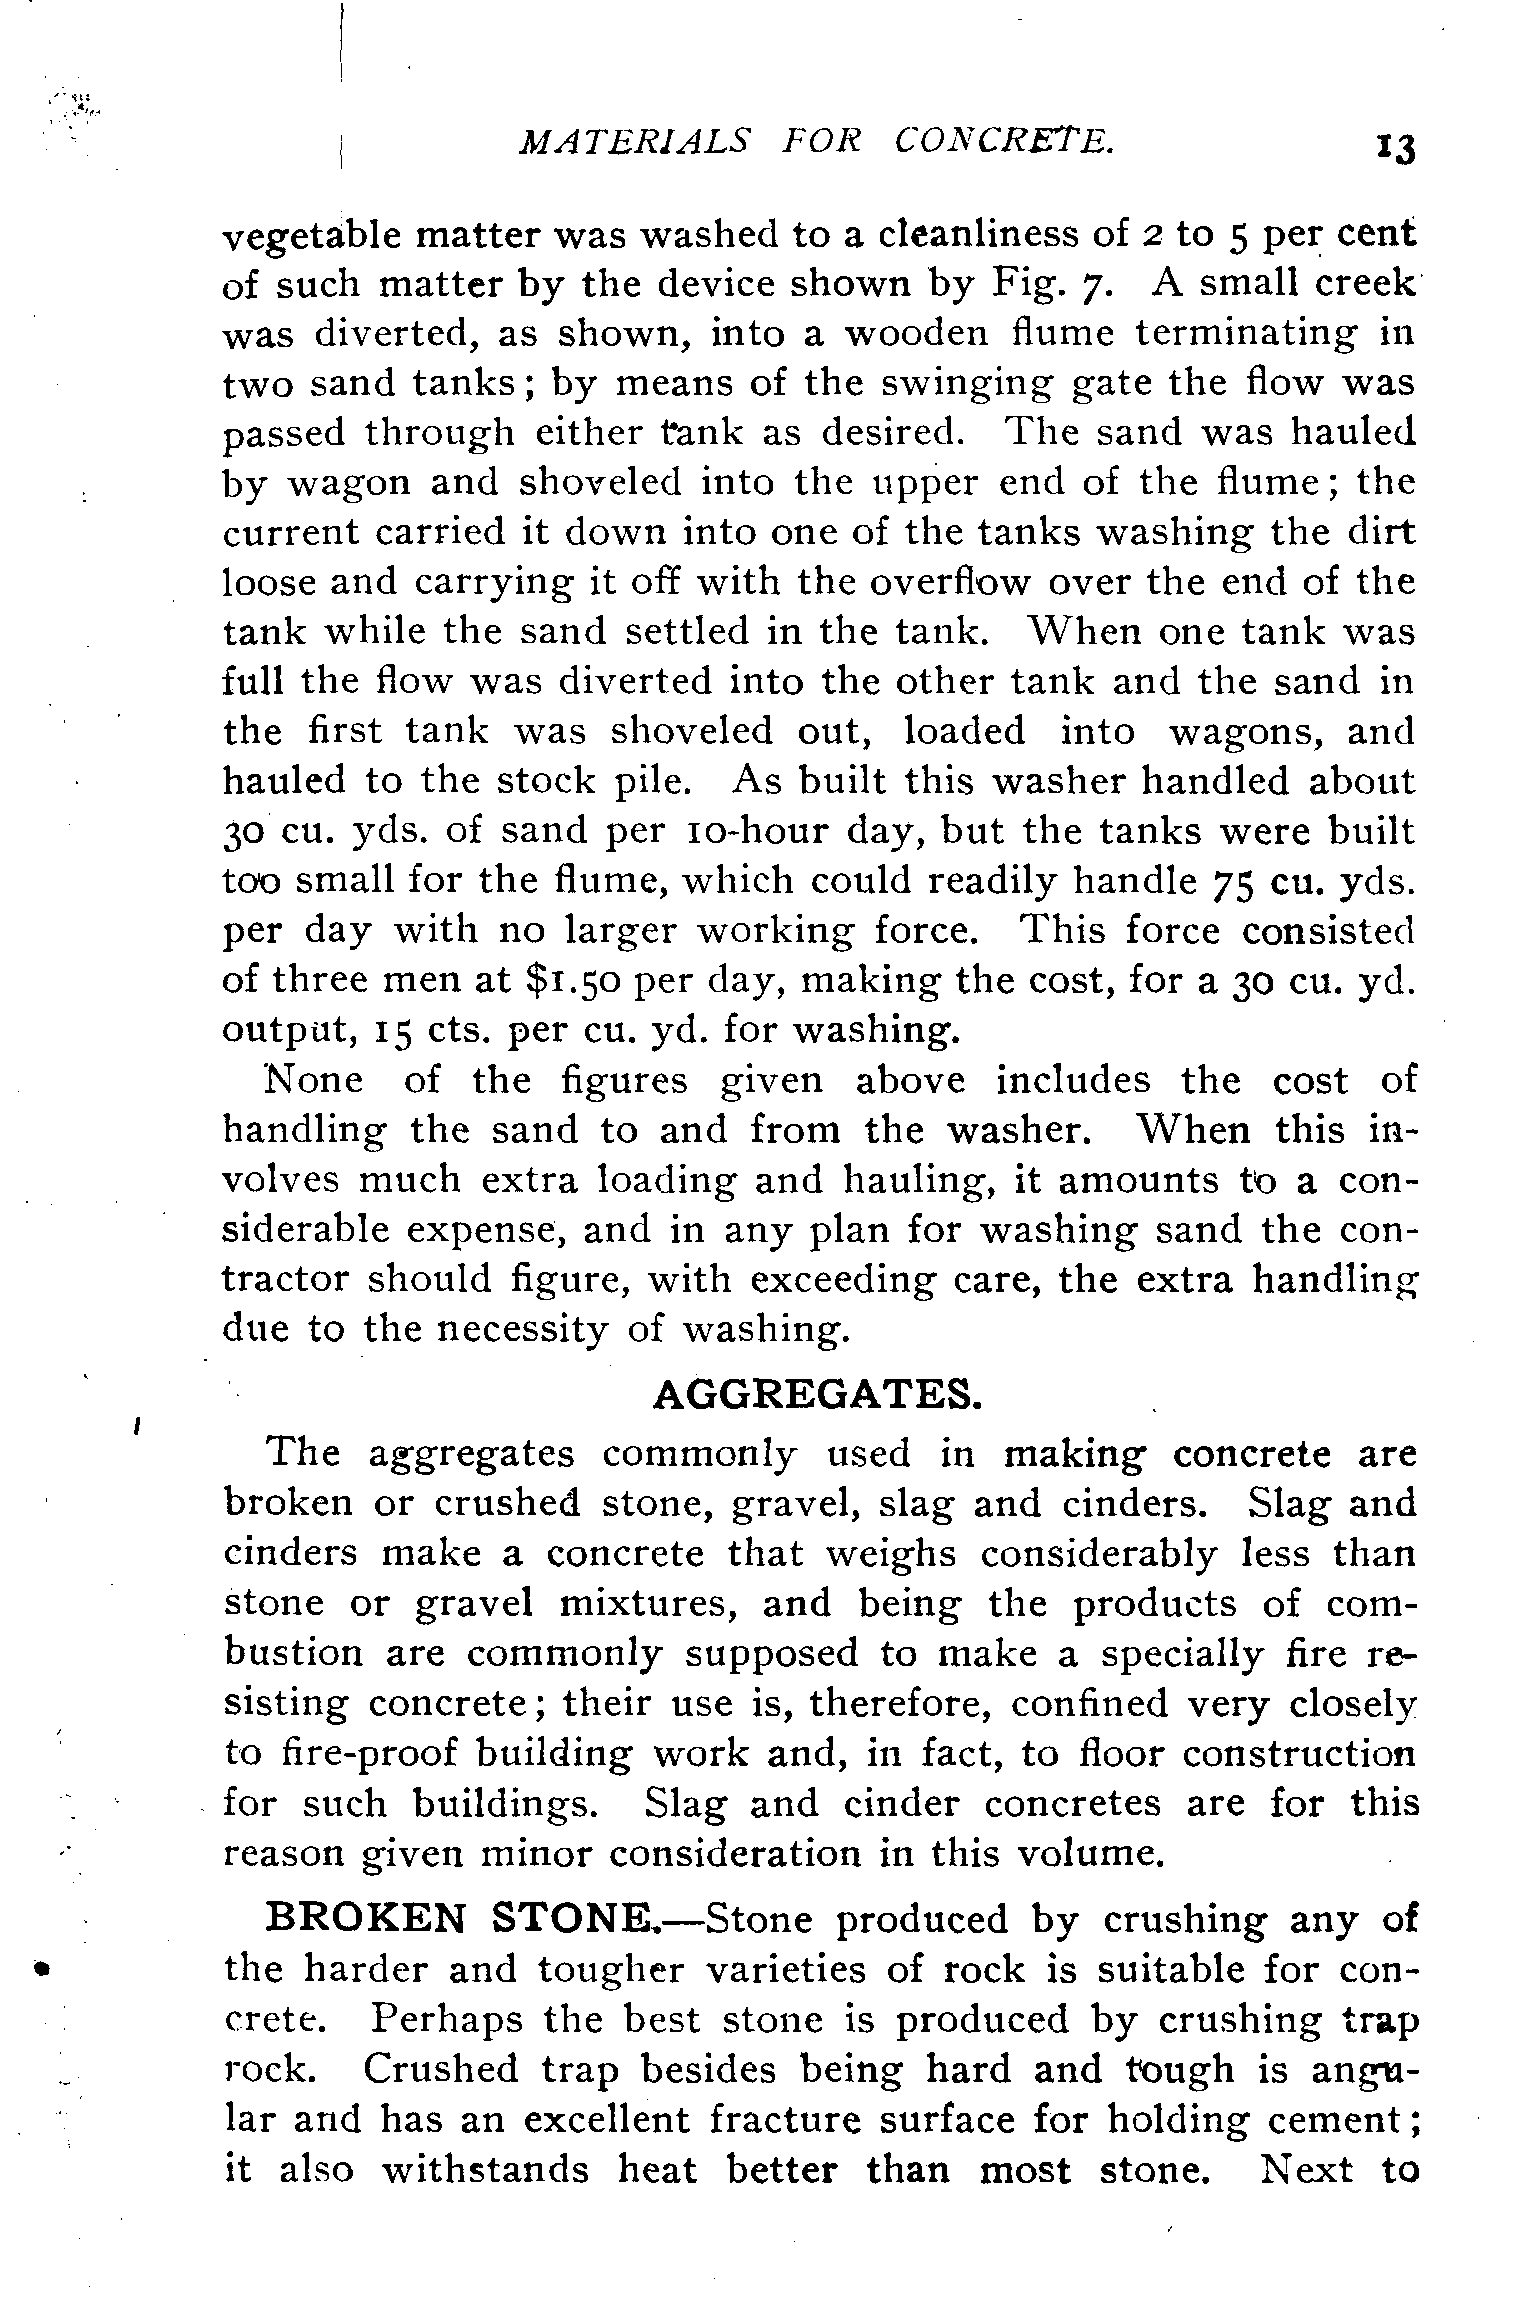 MATERIALS FOR CONCRETE. 13
vegetable matter was washed to a cleanliness of 2 to 5 per cent
of such matter by the device shown by Fig. 7. A small creek
was diverted, as shown, into a wooden flume terminating in
two sand tanks; by means of the swinging gate the flow was
passed through either tank as desired. The sand was hauled
by wagon and shoveled into the upper end of the flume; the
current carried it down into one of the tanks washing the dirt
loose and carrying it off with the overflow over the end of the
tank while the sand settled in the tank. When one tank was
full the flow was diverted into the other tank and the sand in
the first tank was shoveled out, loaded into wagons, and
hauled to the stock pile. As built this washer handled about
30 cu. yds. of sand per 10-hour day, but the tanks were built
too small for the flume, which could readily handle 75 cu. yds.
per day with no larger working force. This force consisted
of three men at $1.50 per day, making the cost, for a 30 cu. yd.
output, 15 cts. per cu. yd. for washing.
None of the figures given above includes the cost of
handling the sand to and from the washer. When this in-
volves much extra loading and hauling, it amounts to a con-
siderable expense, and in any plan for washing sand the con-
tractor should figure, with exceeding care, the extra handling
due to the necessity of washing.
AGGREGATES.
The aggregates commonly used in making concrete are
broken or crushed stone, gravel, slag and cinders. Slag and
cinders make a concrete that weighs considerably less than
stone or gravel mixtures, and being the products of com-
bustion are commonly supposed to make a specially fire re-
sisting concrete; their use is, therefore, confined very closely
to fire-proof building work and, in fact, to floor construction
for such buildings. Slag and cinder concretes are for this
reason given minor consideration in this volume.
BROKEN STONE.—Stone produced by crushing any of
the harder and tougher varieties of rock is suitable for con-
crete. Perhaps the best stone is produced by crushing trap
rock. Crushed trap besides being hard and tough is angu-
lar and has an excellent fracture surface for holding cement;
it also withstands heat better than most stone. Next to